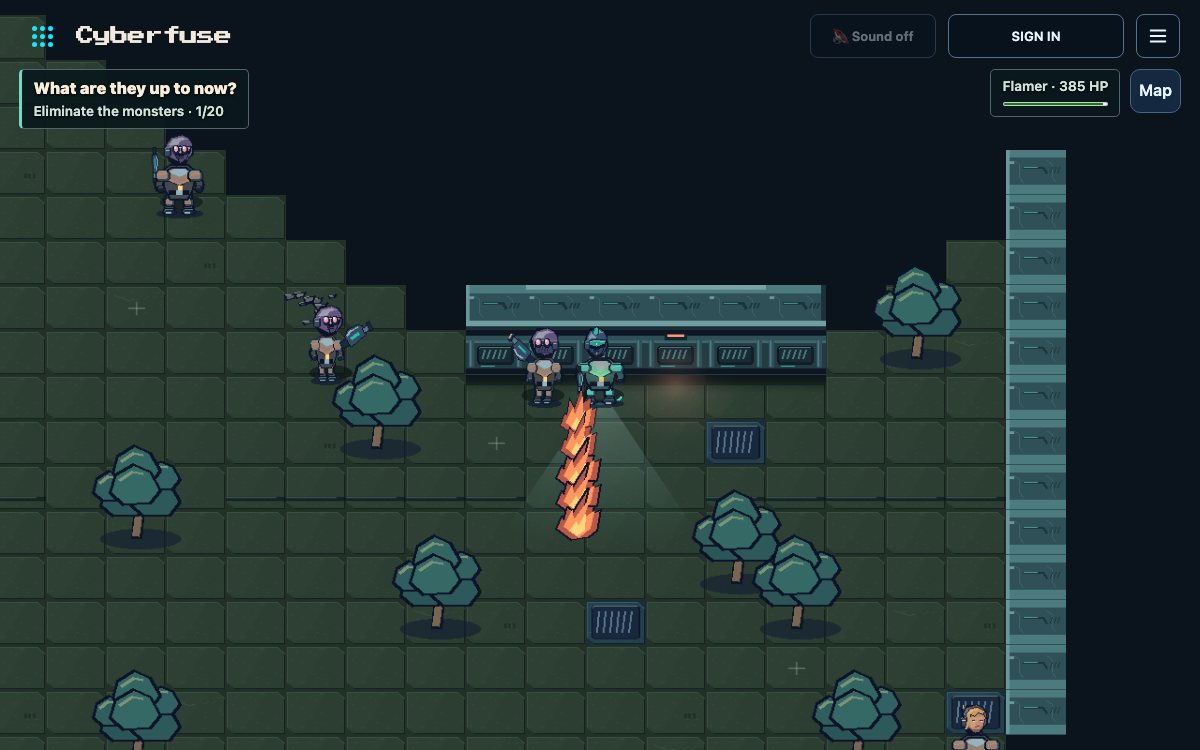 Cyberfuse
Sound off
SIGN IN
What are they up to now?
Eliminate the monsters · 1/20
Flamer · 385 HP
Map